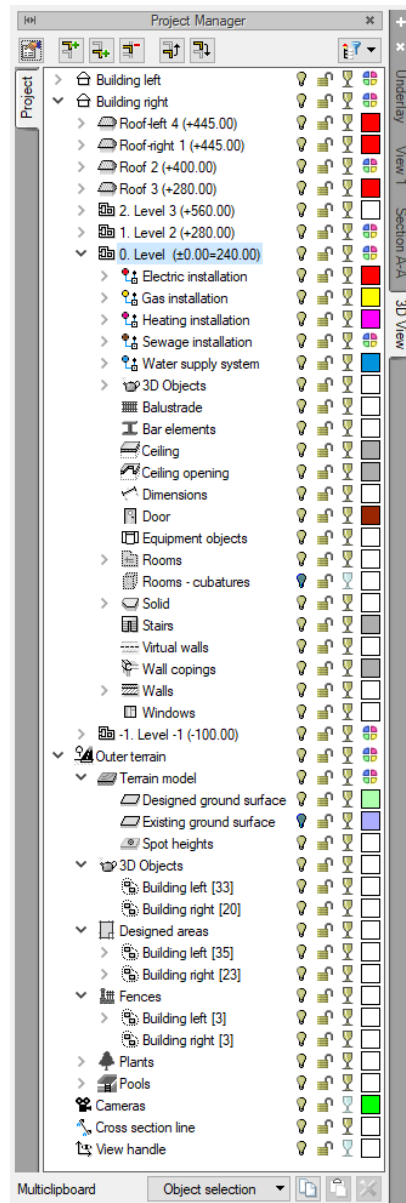 Project Manager
Project
Building left
Building right
Roof-left 4 (+445.00)
Roof-right 1 (+445.00)
Roof 2 (+400.00)
Roof 3 (+280.00)
2. Level 3 (+560.00)
1. Level 2 (+280.00)
0. Level (±0.00=240.00)
Electric installation
Gas installation
Heating installation
Sewage installation
Water supply system
3D Objects
Balustrade
Bar elements
Ceiling
Ceiling opening
Dimensions
Door
Equipment objects
Rooms
Rooms - cubatures
Solid
Stairs
Virtual walls
Wall copings
Walls
Windows
-1. Level -1 (-100.00)
Outer terrain
Terrain model
Designed ground surface
Existing ground surface
Spot heights
3D Objects
Building left [33]
Building right [20]
Designed areas
Building left [35]
Building right [23]
Fences
Building left [3]
Building right [3]
Plants
Pools
Cameras
Cross section line
View handle
Multiclipboard
Object selection
Underlay
View 1
Section A-A
3D View